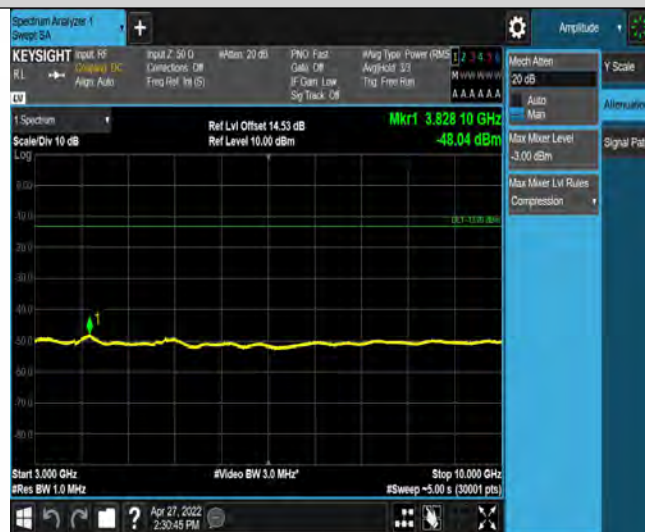 Spectrum Analyzer 1
Swept SA
+
Amplitude
KEYSIGHT Input: RF Input Z: 50 Ω #Atten: 20 dB PNO: Fast #Avg Type: Power (RMS 1 2 3 4 5 6
RL Coupling: DC Corrections: Off Gate: Off Avg|Hold: 3/3 M W W W W W
Align: Auto Freq Ref: Int (S) IF Gain: Low Trig: Free Run
Sig Track: Off A A A A A A
LV
1 Spectrum
Ref Lvl Offset 14.53 dB Mkr1 3.828 10 GHz
Scale/Div 10 dB Ref Level 10.00 dBm -48.04 dBm
Log
0.00
-10.0
-20.0
-30.0
-40.0
1
-50.0
-60.0
-70.0
-80.0
Start 3.000 GHz #Video BW 3.0 MHz* Stop 10.000 GHz
#Res BW 1.0 MHz #Sweep ~5.00 s (30001 pts)
Apr 27, 2022
2:30:45 PM
?
Mech Atten
20 dB
Auto
Man
Max Mixer Level
-3.00 dBm
Max Mixer Lvl Rules
Compression
Y Scale
Attenuation
Signal Pat